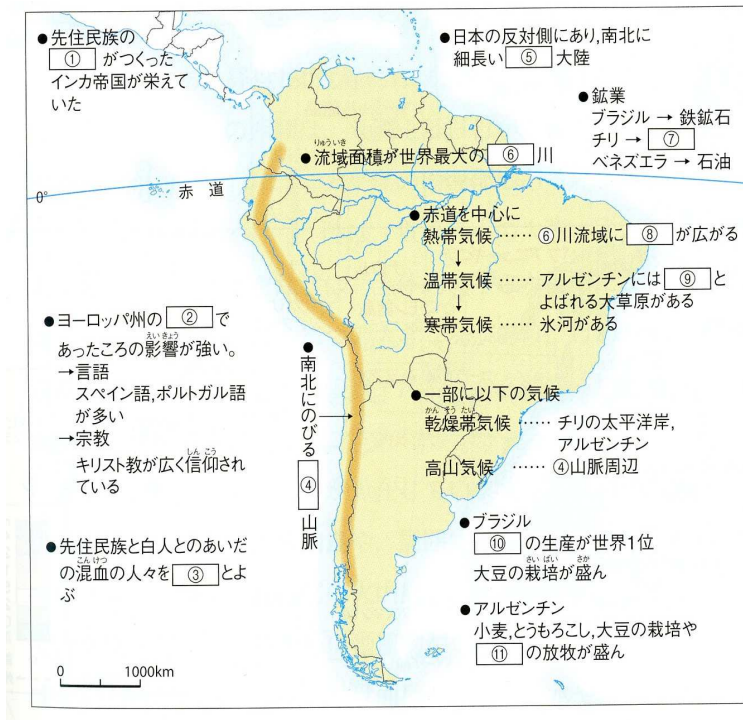 ●先住民族の
① がつくった
インカ帝国が栄えて
いた
●日本の反対側にあり,南北に
細長い ⑤ 大陸
●鉱業
ブラジル → 鉄鉱石
チリ → ⑦
ベネズエラ → 石油
りゅういき
●流域面積が世界最大の ⑥ 川
赤道
0°
●赤道を中心に
熱帯気候 …… ⑥川流域に ⑧ が広がる
↓
温帯気候 …… アルゼンチンには ⑨ と
よばれる大草原がある
↓
寒帯気候 …… 氷河がある
●ヨーロッパ州の ② で
えいきょう
あったころの影響が強い。
→言語
スペイン語,ポルトガル語
が多い
→宗教
しんこう
キリスト教が広く信仰され
ている
●南北にのびる ④ 山脈
●一部に以下の気候
かんそうたい
乾燥帯気候 …… チリの太平洋岸,
アルゼンチン
高山気候 …… ④山脈周辺
●先住民族と白人とのあいだ
こんけつ
の混血の人々を ③ とよ
ぶ
●ブラジル
⑩ の生産が世界1位
さいばい さか
大豆の栽培が盛ん
●アルゼンチン
小麦,とうもろこし,大豆の栽培や
⑪ の放牧が盛ん
0 1000km